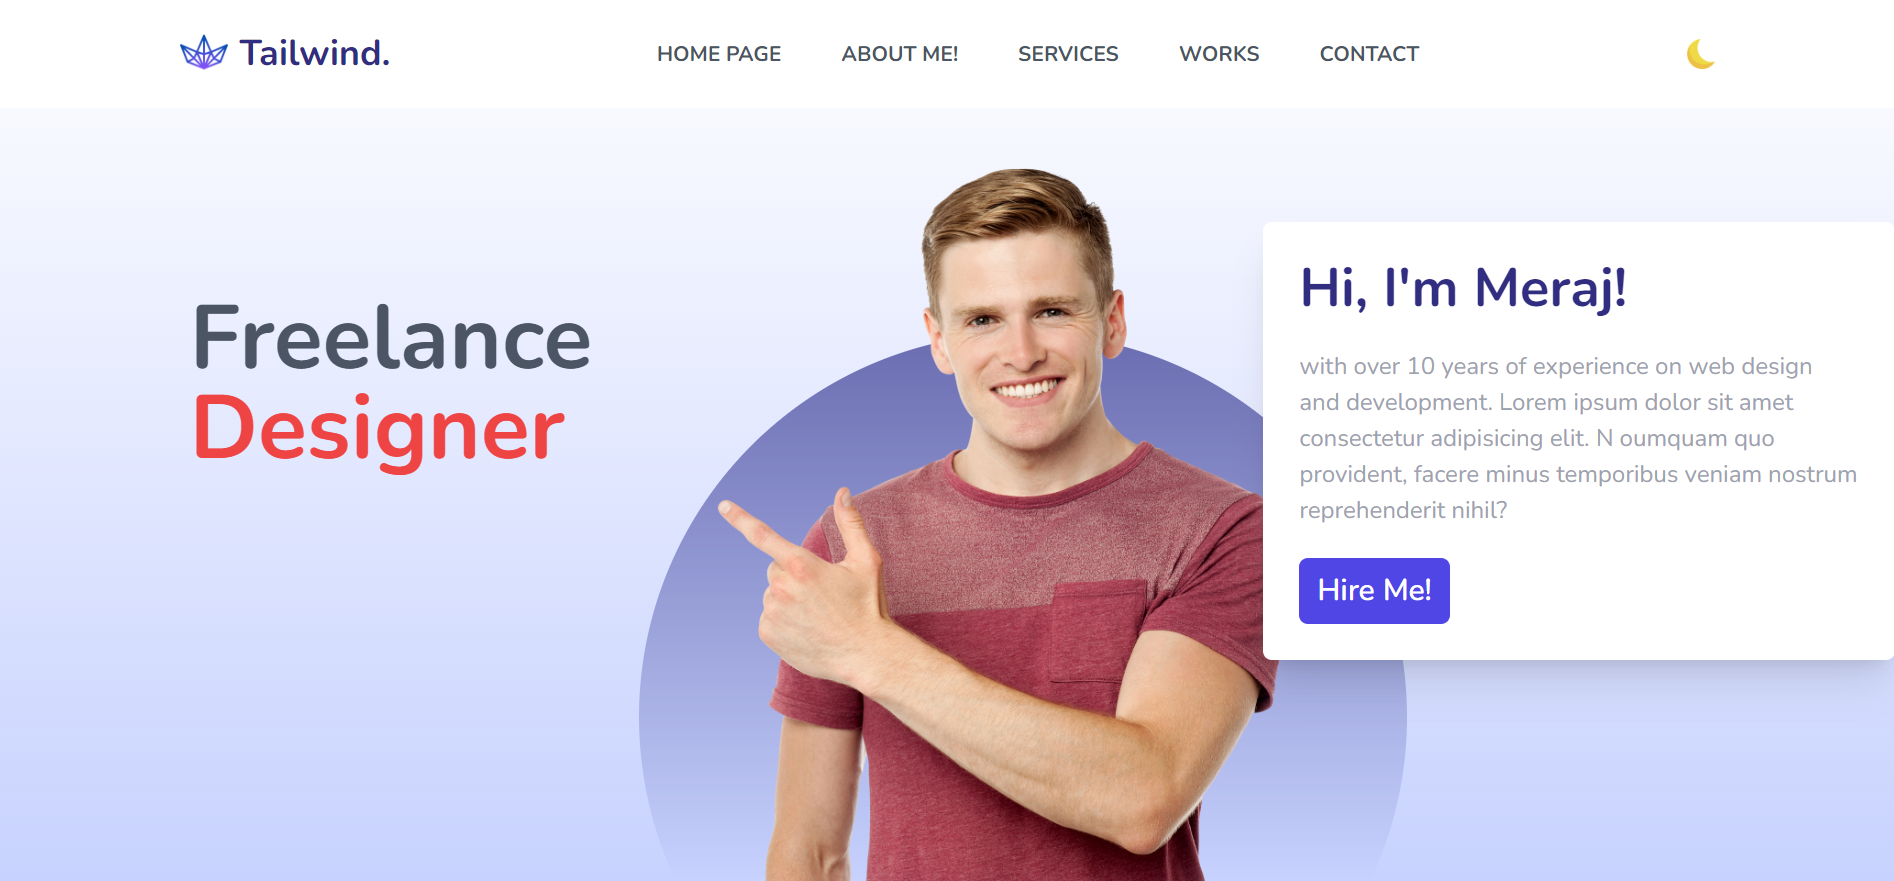 Tailwind.
HOME PAGE
ABOUT ME!
SERVICES
WORKS
CONTACT
Freelance
Designer
Hi, I'm Meraj!
with over 10 years of experience on web design
and development. Lorem ipsum dolor sit amet
consectetur adipisicing elit. N oumquam quo
provident, facere minus temporibus veniam nostrum
reprehenderit nihil?
Hire Me!